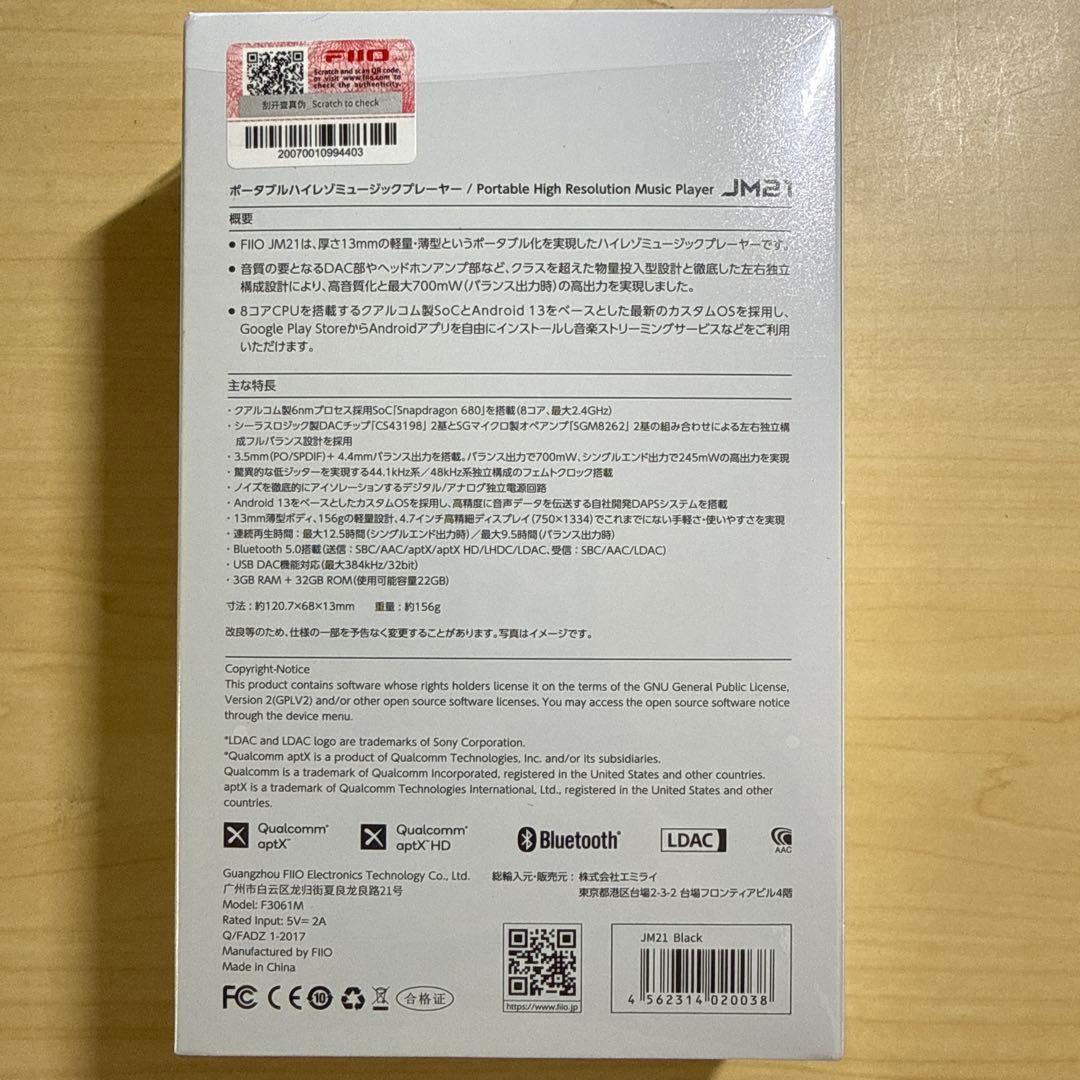 FIIO
Scratch and scan QR code,
or visit www.fiio.com to
check the authenticity.
刮开查真伪 Scratch to check
20070010994403
ポータブルハイレゾミュージックプレーヤー / Portable High Resolution Music Player JM21
概要
● FIIO JM21は、厚さ13mmの軽量・薄型というポータブル化を実現したハイレゾミュージックプレーヤーです。
● 音質の要となるDAC部やヘッドホンアンプ部など、クラスを超えた物量投入型設計と徹底した左右独立
構成設計により、高音質化と最大700mW(バランス出力時)の高出力を実現しました。
● 8コアCPUを搭載するクアルコム製SoCとAndroid 13をベースとした最新のカスタムOSを採用し、
Google Play StoreからAndroidアプリを自由にインストールし音楽ストリーミングサービスなどをご利用
いただけます。
主な特長
・クアルコム製6nmプロセス採用SoC「Snapdragon 680」を搭載(8コア、最大2.4GHz)
・シーラスロジック製DACチップ「CS43198」2基とSGマイクロ製オペアンプ「SGM8262」2基の組み合わせによる左右独立構
成フルバランス設計を採用
・3.5mm(PO/SPDIF)+ 4.4mmバランス出力を搭載。バランス出力で700mW、シングルエンド出力で245mWの高出力を実現
・驚異的な低ジッターを実現する44.1kHz系/48kHz系独立構成のフェムトクロック搭載
・ノイズを徹底的にアイソレーションするデジタル/アナログ独立電源回路
・Android 13をベースとしたカスタムOSを採用し、高精度に音声データを伝送する自社開発DAPSシステムを搭載
・13mm薄型ボディ、156gの軽量設計、4.7インチ高精細ディスプレイ(750×1334)でこれまでにない手軽さ・使いやすさを実現
・連続再生時間:最大12.5時間(シングルエンド出力時)/最大9.5時間(バランス出力時)
・Bluetooth 5.0搭載(送信:SBC/AAC/aptX/aptX HD/LHDC/LDAC、受信:SBC/AAC/LDAC)
・USB DAC機能対応(最大384kHz/32bit)
・3GB RAM + 32GB ROM(使用可能容量22GB)
寸法:約120.7×68×13mm 重量:約156g
改良等のため、仕様の一部を予告なく変更することがあります。写真はイメージです。
Copyright-Notice
This product contains software whose rights holders license it on the terms of the GNU General Public License,
Version 2(GPLV2) and/or other open source software licenses. You may access the open source software notice
through the device menu.
*LDAC and LDAC logo are trademarks of Sony Corporation.
*Qualcomm aptX is a product of Qualcomm Technologies, Inc. and/or its subsidiaries.
Qualcomm is a trademark of Qualcomm Incorporated, registered in the United States and other countries.
aptX is a trademark of Qualcomm Technologies International, Ltd., registered in the United States and other
countries.
Qualcomm® aptX™ Qualcomm® aptX™ HD Bluetooth® LDAC AAC
Guangzhou FIIO Electronics Technology Co., Ltd.
广州市白云区龙归街夏良龙良路21号
Model: F3061M
Rated Input: 5V= 2A
Q/FADZ 1-2017
Manufactured by FIIO
Made in China
FC CE 10 合格证
総輸入元・販売元: 株式会社エミライ
東京都港区台場2-3-2 台場フロンティアビル4階
https://www.fiio.jp
JM21 Black
4 562314 020038